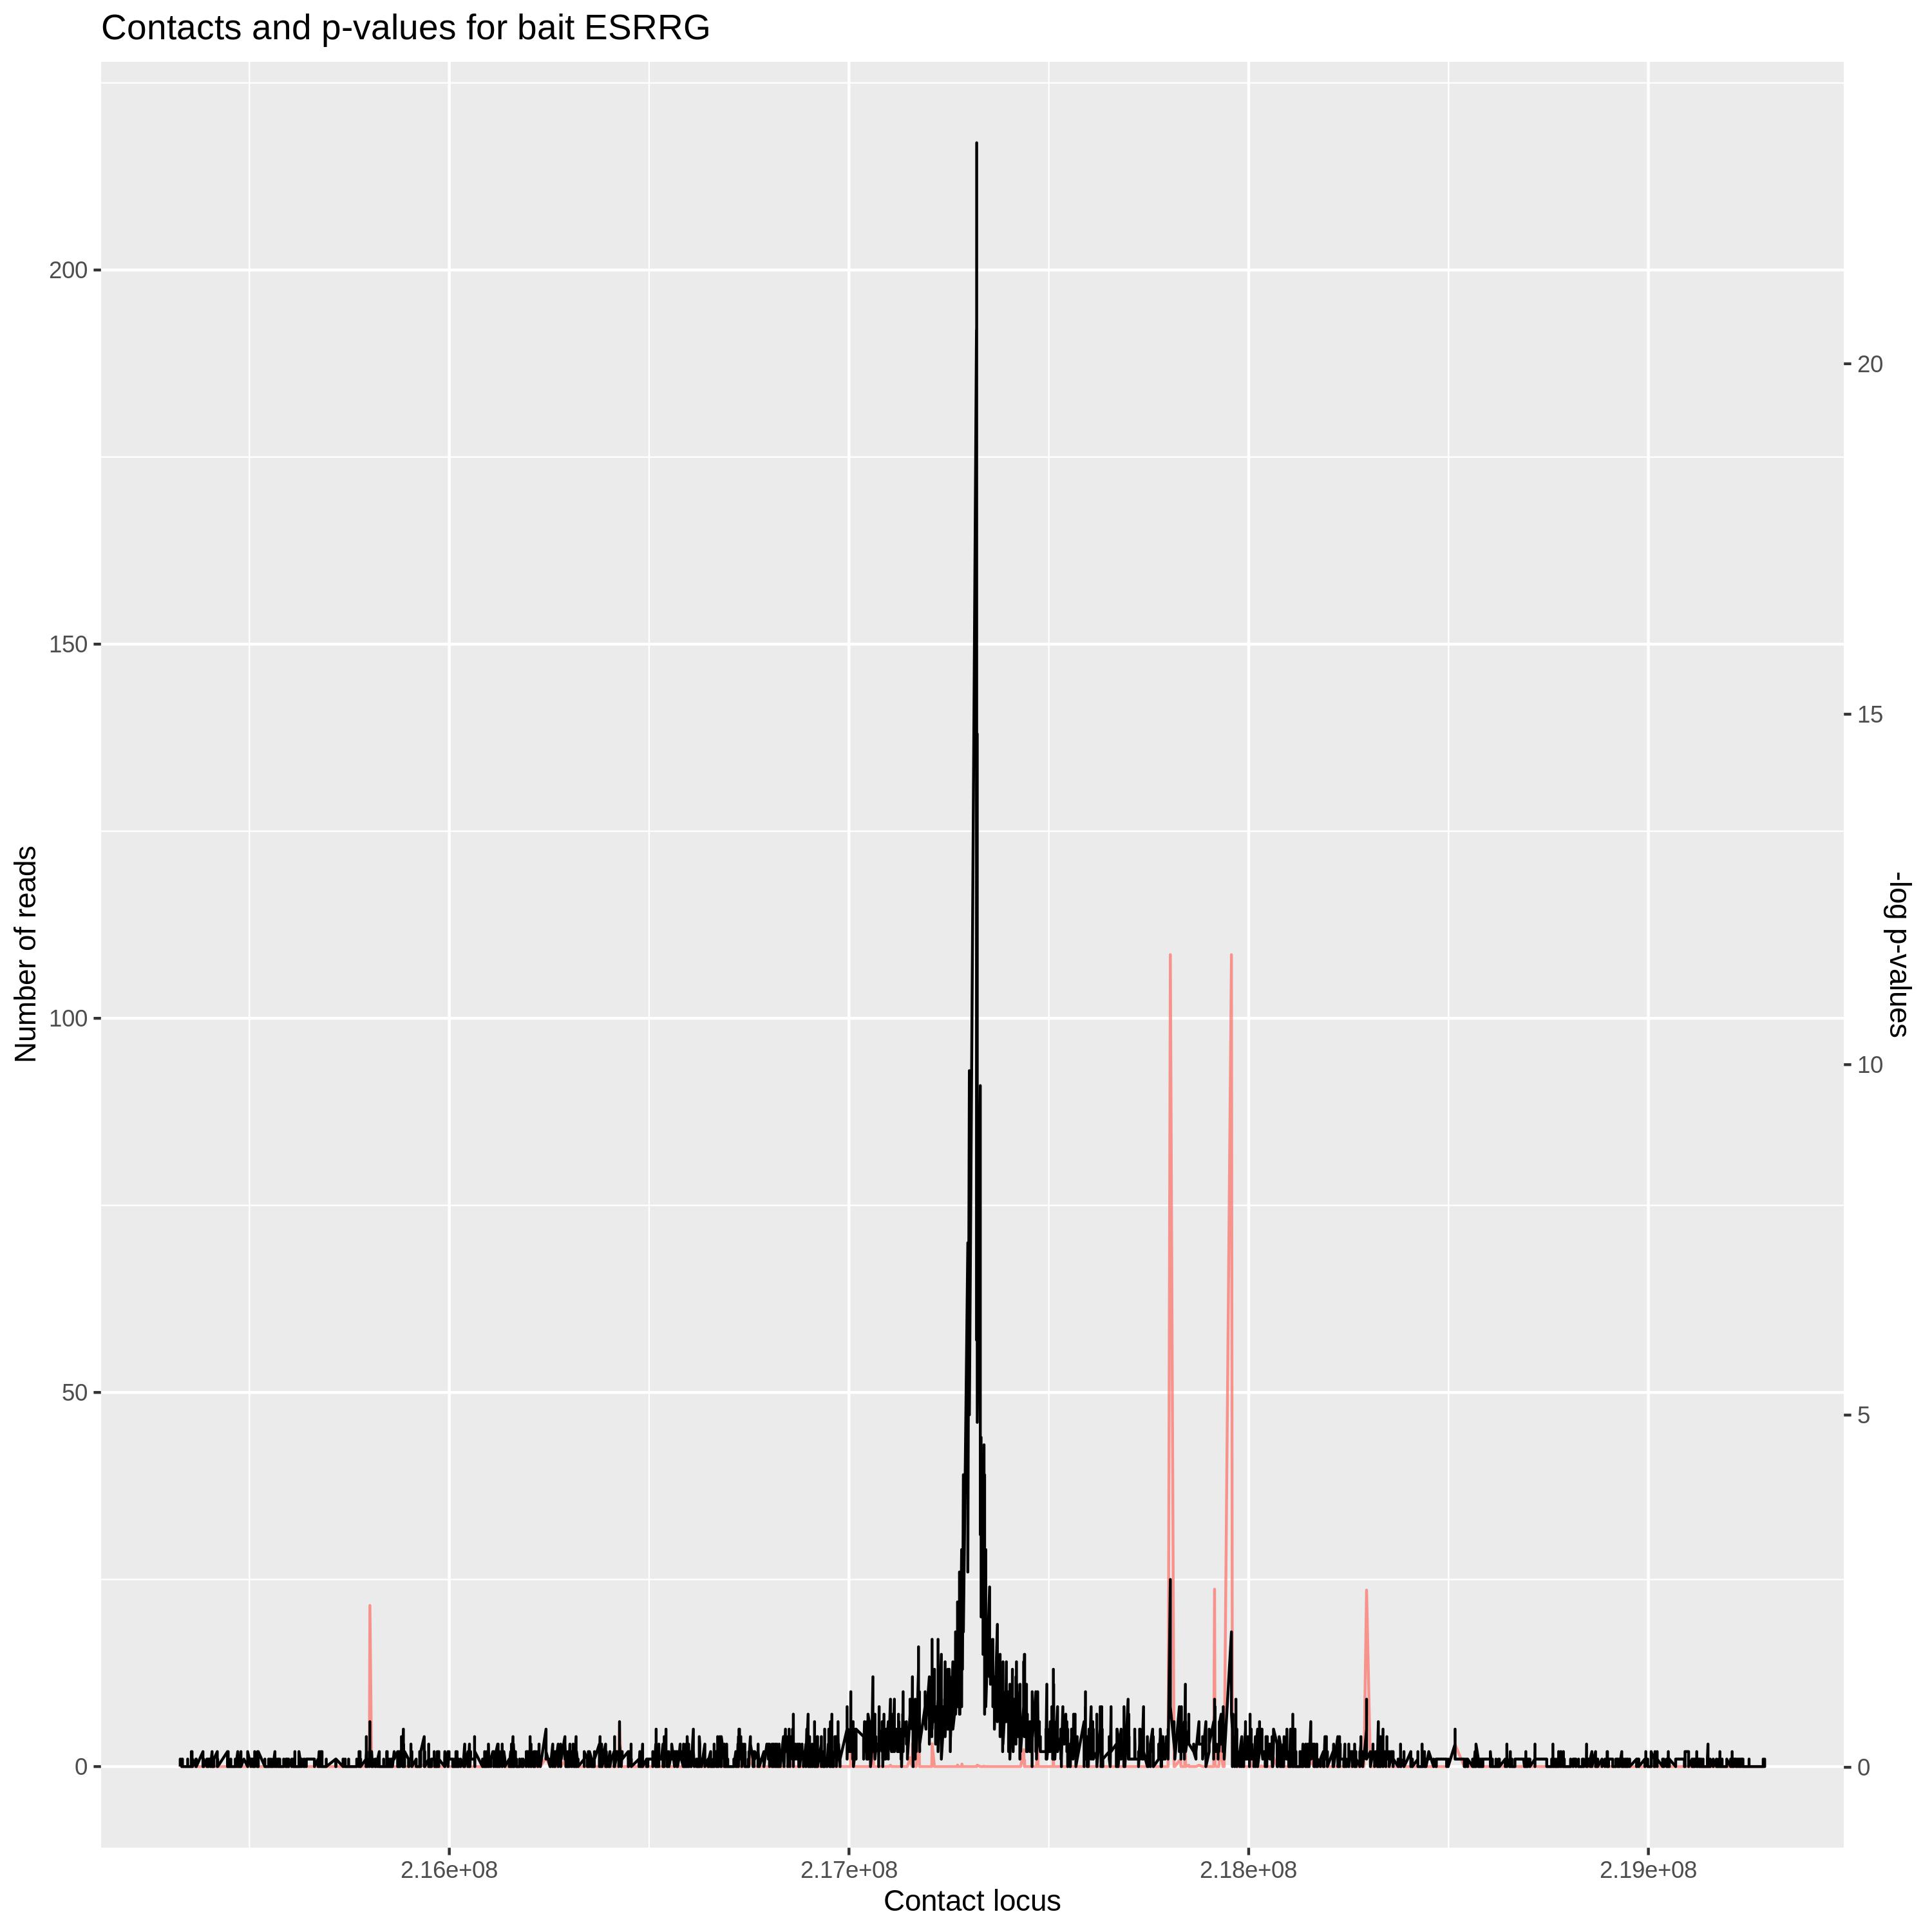 Contacts and p-values for bait ESRRG
200
150
100
50
0
Number of reads
20
15
10
5
0
-log p-values
2.16e+08
2.17e+08
2.18e+08
2.19e+08
Contact locus